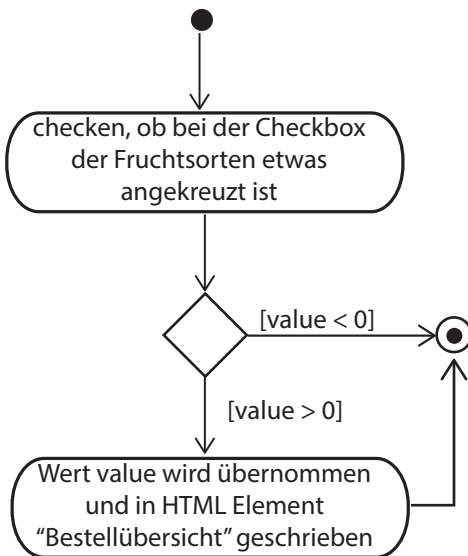 checken, ob bei der Checkbox
der Fruchtsorten etwas
angekreuzt ist
[value < 0]
[value > 0]
Wert value wird übernommen
und in HTML Element
“Bestellübersicht” geschrieben